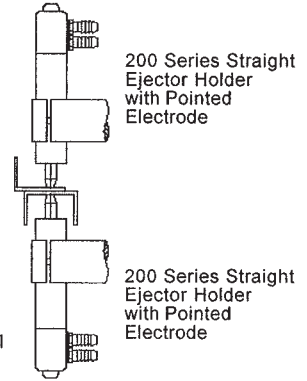 200 Series Straight
Ejector Holder
with Pointed
Electrode
200 Series Straight
Ejector Holder
with Pointed
Electrode